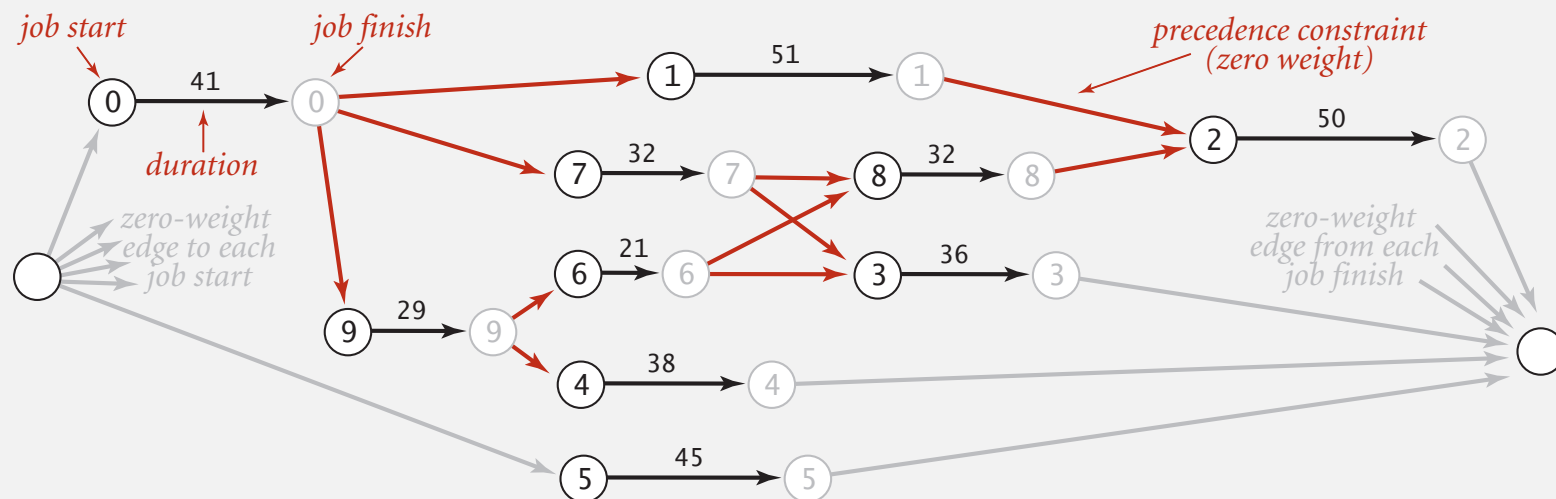 job start
job finish
precedence constraint
(zero weight)
41
51
0
0
1
1
duration
50
2
2
32
32
7
7
8
8
zero-weight
edge to each
job start
zero-weight
edge from each
job finish
21
36
6
6
3
3
29
9
9
38
4
4
45
5
5